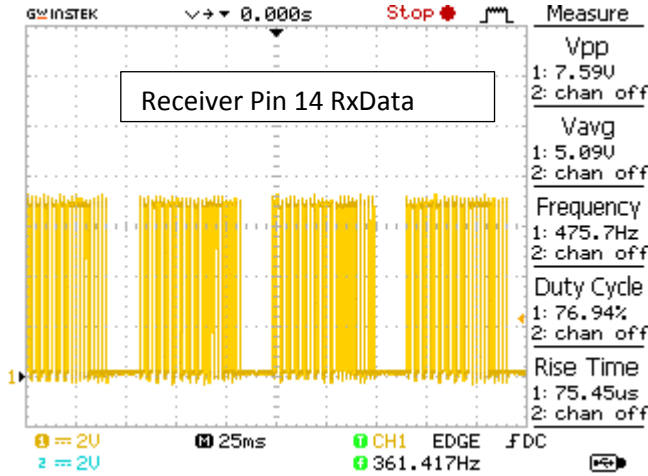 GWINSTEK 0.000s Stop Measure
Vpp
1: 7.59V
2: chan off
Receiver Pin 14 RxData
Vavg
1: 5.09V
2: chan off
Frequency
1: 475.7Hz
2: chan off
Duty Cycle
1: 76.94%
2: chan off
Rise Time
1: 75.45us
2: chan off
1
1 2V M 25ms T CH1 EDGE DC
2 2V f 361.417Hz